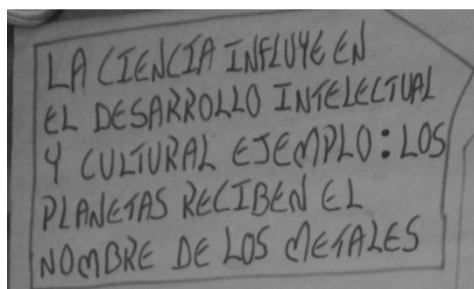 LA CIENCIA INFLUYE EN
EL DESARROLLO INTELECTUAL
Y CULTURAL EJEMPLO: LOS
PLANETAS RECIBEN EL
NOMBRE DE LOS METALES